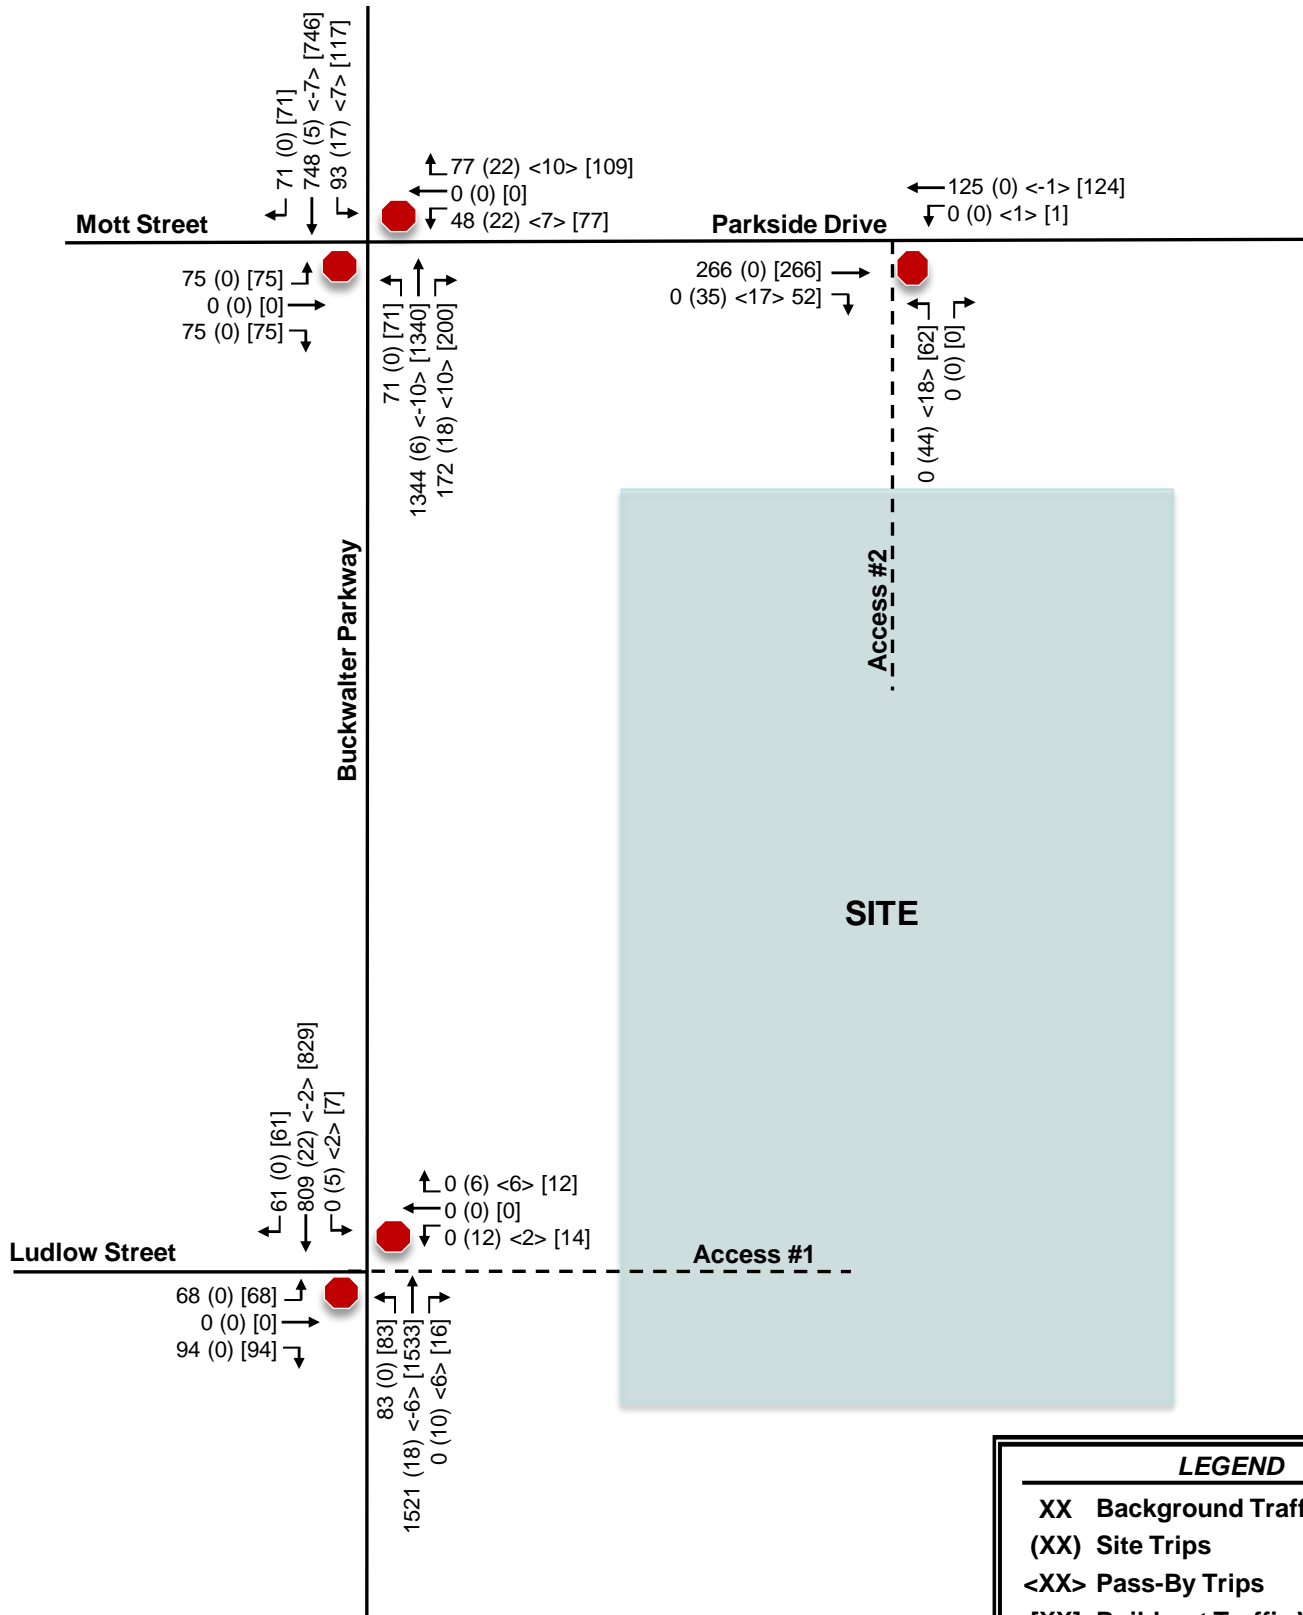 71 (0) [71]
748 (5) <-7> [746]
93 (17) <7> [117]
77 (22) <10> [109]
0 (0) [0]
48 (22) <7> [77]
125 (0) <-1> [124]
0 (0) <1> [1]
Mott Street
Parkside Drive
75 (0) [75]
0 (0) [0]
75 (0) [75]
266 (0) [266]
0 (35) <17> 52]
71 (0) [71]
1344 (6) <-10> [1340]
172 (18) <10> [200]
0 (44) <18> [62]
0 (0) [0]
Buckwalter Parkway
Access #2
SITE
61 (0) [61]
809 (22) <-2> [829]
0 (5) <2> [7]
0 (6) <6> [12]
0 (0) [0]
0 (12) <2> [14]
Ludlow Street
Access #1
68 (0) [68]
0 (0) [0]
94 (0) [94]
83 (0) [83]
1521 (18) <-6> [1533]
0 (10) <6> [16]
LEGEND
XX Background Traff
(XX) Site Trips
<XX> Pass-By Trips